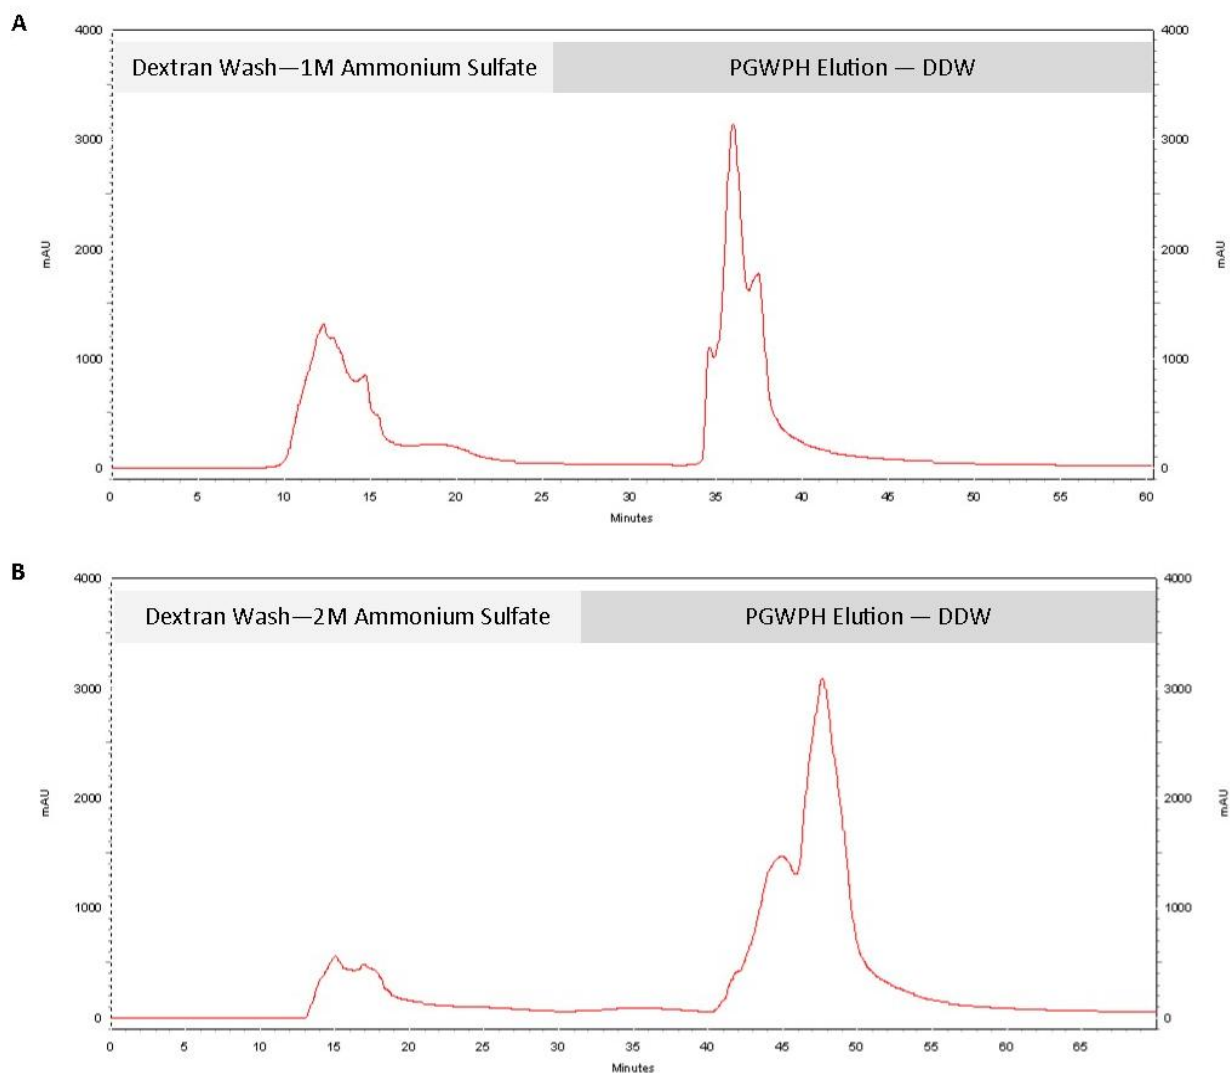 A
Dextran Wash—1M Ammonium Sulfate
PGWPH Elution — DDW
4000
3000
2000
1000
0
mAU
4000
3000
2000
1000
0
mAU
0 5 10 15 20 25 30 35 40 45 50 55 60
Minutes
B
Dextran Wash—2M Ammonium Sulfate
PGWPH Elution — DDW
4000
3000
2000
1000
0
mAU
4000
3000
2000
1000
0
mAU
0 5 10 15 20 25 30 35 40 45 50 55 60 65
Minutes